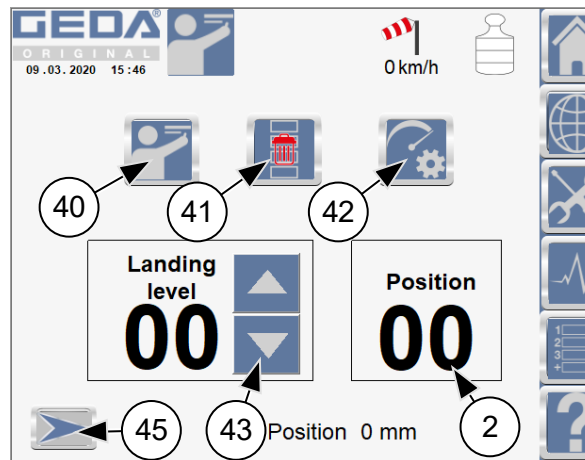 GEDA®
ORIGINAL
09.03.2020 15:46
0 km/h
40
41
42
Landing
level
00
Position
00
45
43
Position 0 mm
2
1
2
3
+
?